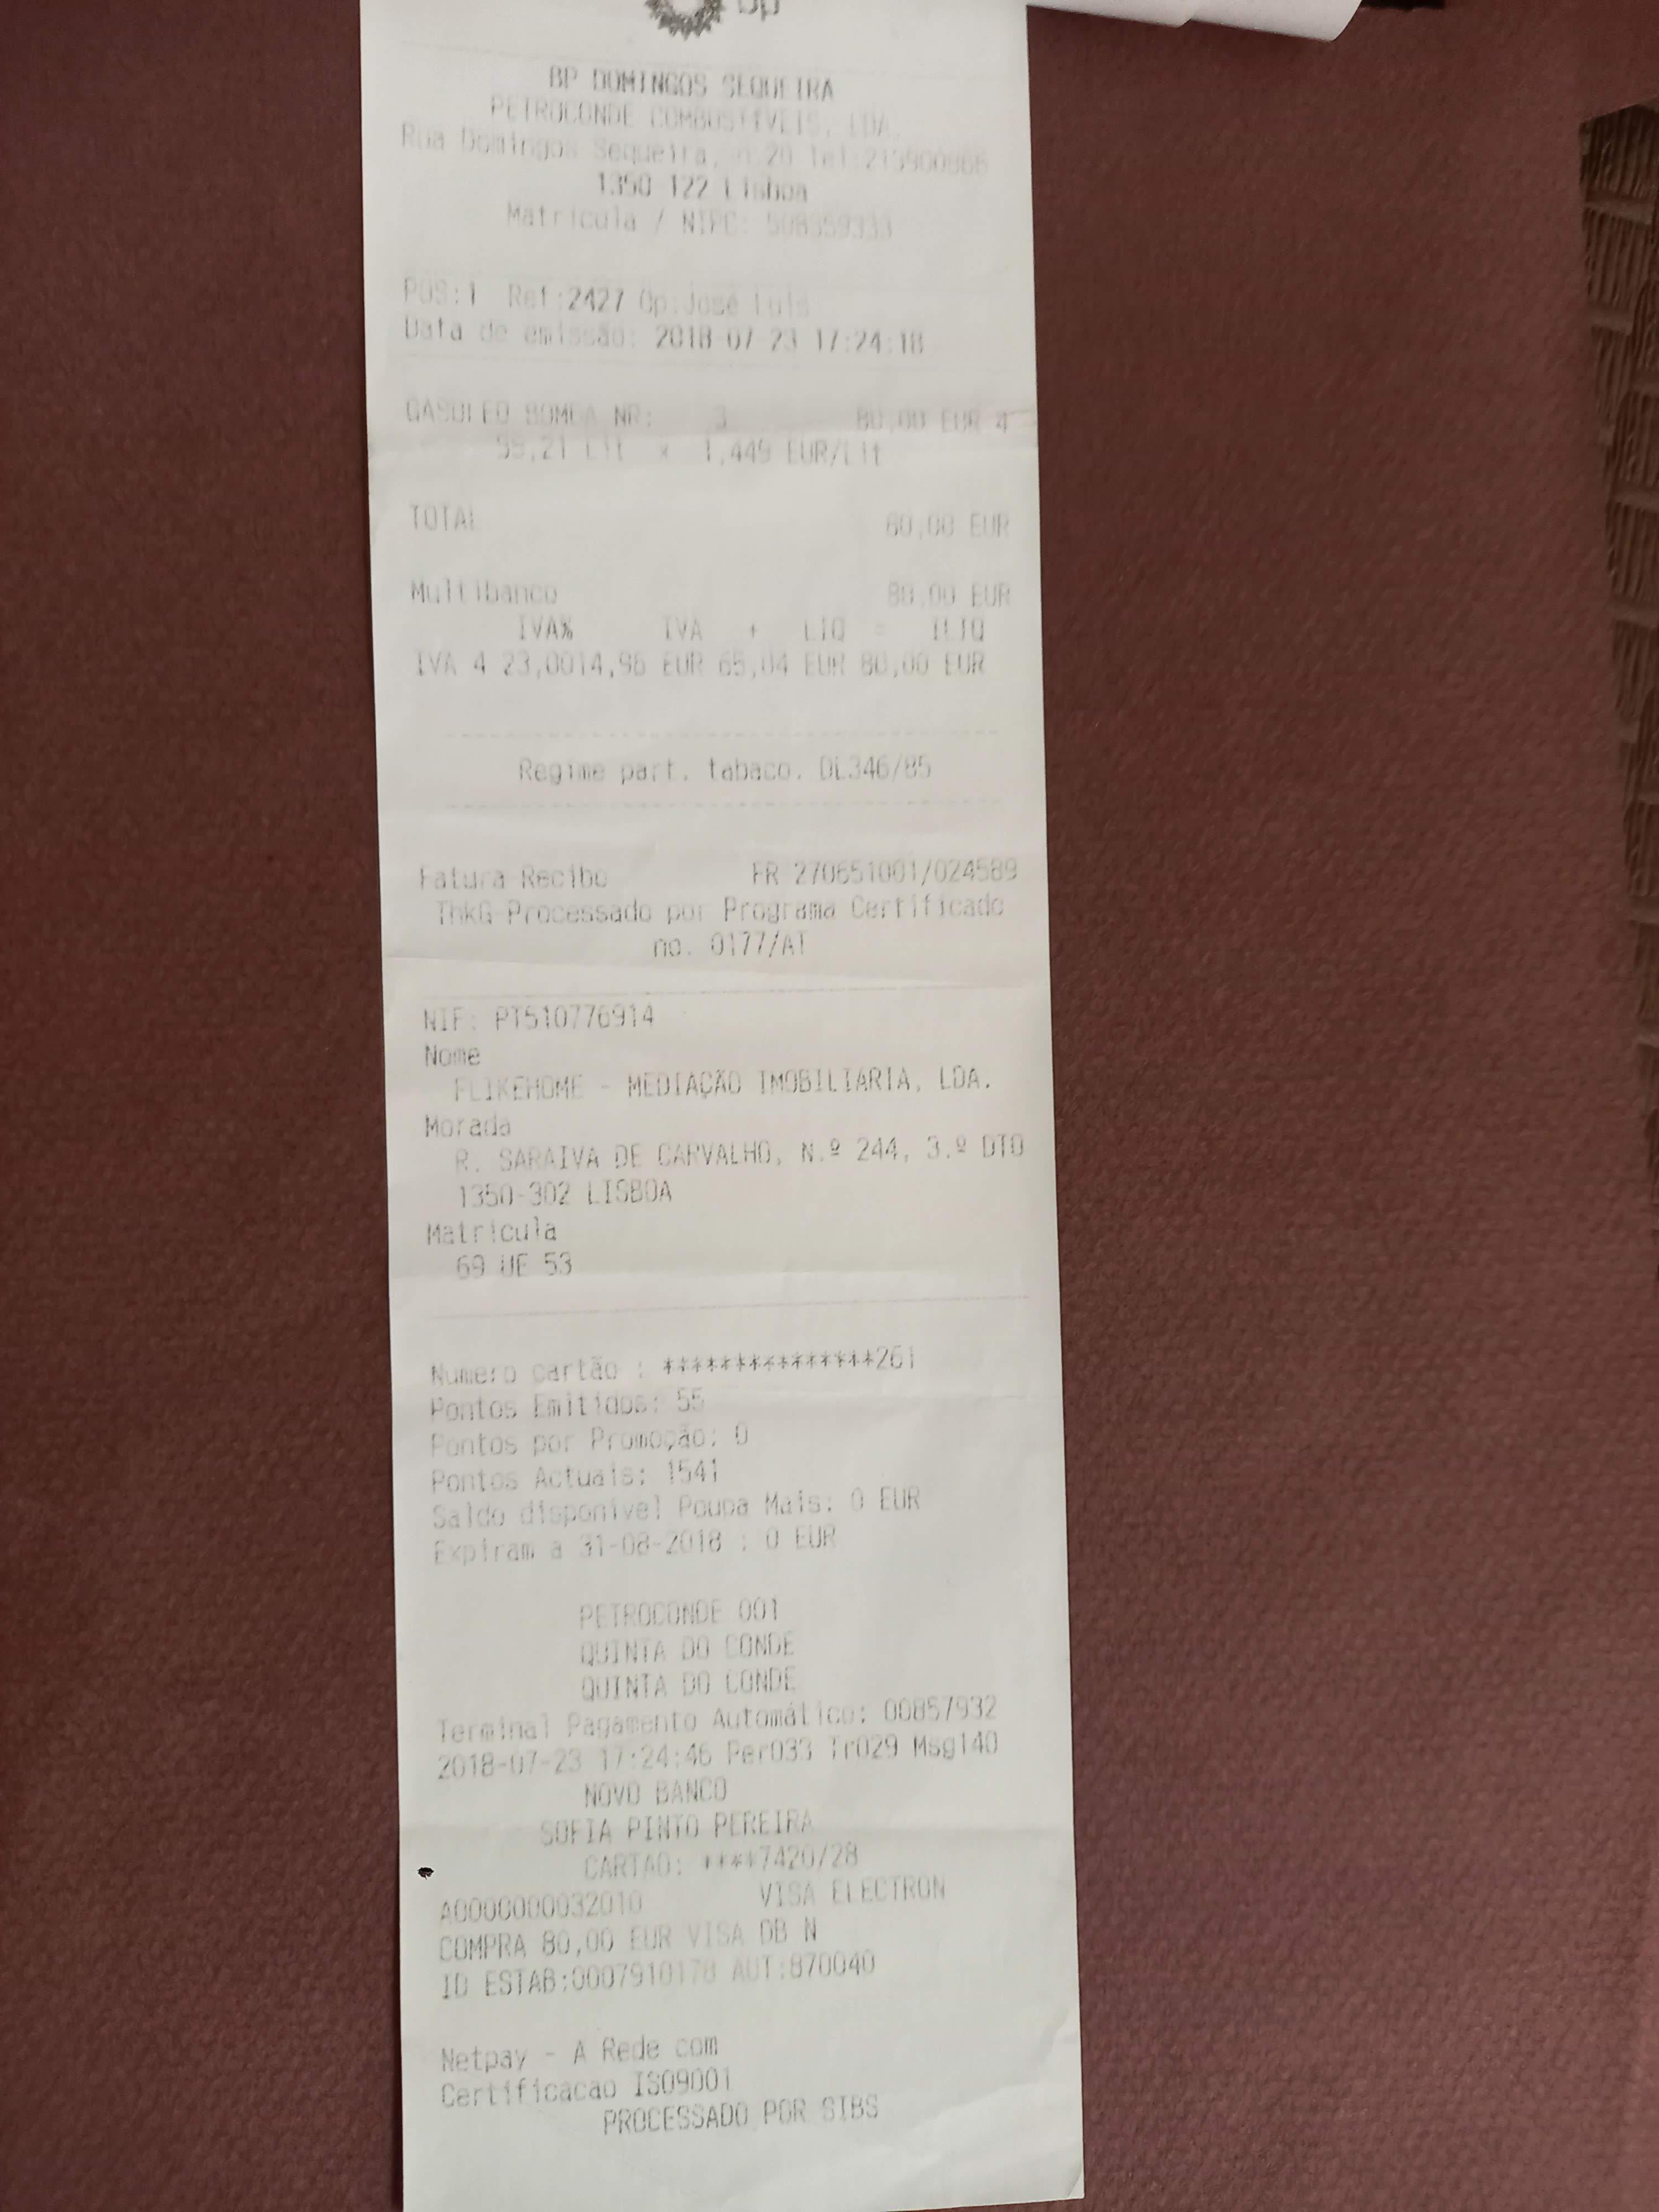 bp
BP DOMINGOS SEQUEIRA
PETROCONDE COMBUSTIVEIS, LDA.
Rua Domingos Sequeira, n 20 Tel:215900866
1350 122 Lisboa
Matricula / NIPC: 508359333
POS:1 Ref:2427 Op:José Luis
Data de emissão: 2018-07-23 17:24:18
GASOLEO BOMBA NR: 3 80,00 EUR 4
55,21 Lit x 1,449 EUR/Lit
TOTAL 80,00 EUR
Multibanco 80,00 EUR
IVA% IVA + LIQ = ILIQ
IVA 4 23,0014,96 EUR 65,04 EUR 80,00 EUR
Regime part. tabaco. DL346/85
Fatura-Recibo FR 270651001/024589
ThkG-Processado por Programa Certificado
no. 0177/AT
NIF: PT510776914
Nome
FLIKEHOME - MEDIAÇÃO IMOBILIARIA, LDA.
Morada
R. SARAIVA DE CARVALHO, N.º 244, 3.º DTO
1350-302 LISBOA
Matricula
69 UE 53
Numero cartão : ***************261
Pontos Emitidos: 55
Pontos por Promoção: 0
Pontos Actuais: 1541
Saldo disponivel Poupa Mais: 0 EUR
Expiram a 31-08-2018 : 0 EUR
PETROCONDE 001
QUINTA DO CONDE
QUINTA DO CONDE
Terminal Pagamento Automático: 00857932
2018-07-23 17:24:46 Per033 Tr029 Msg140
NOVO BANCO
SOFIA PINTO PEREIRA
CARTAO: ****7420/28
A0000000032010 VISA ELECTRON
COMPRA 80,00 EUR VISA DB N
ID ESTAB:0007910178 AUT:870040
Netpay - A Rede com
Certificacao ISO9001
PROCESSADO POR SIBS